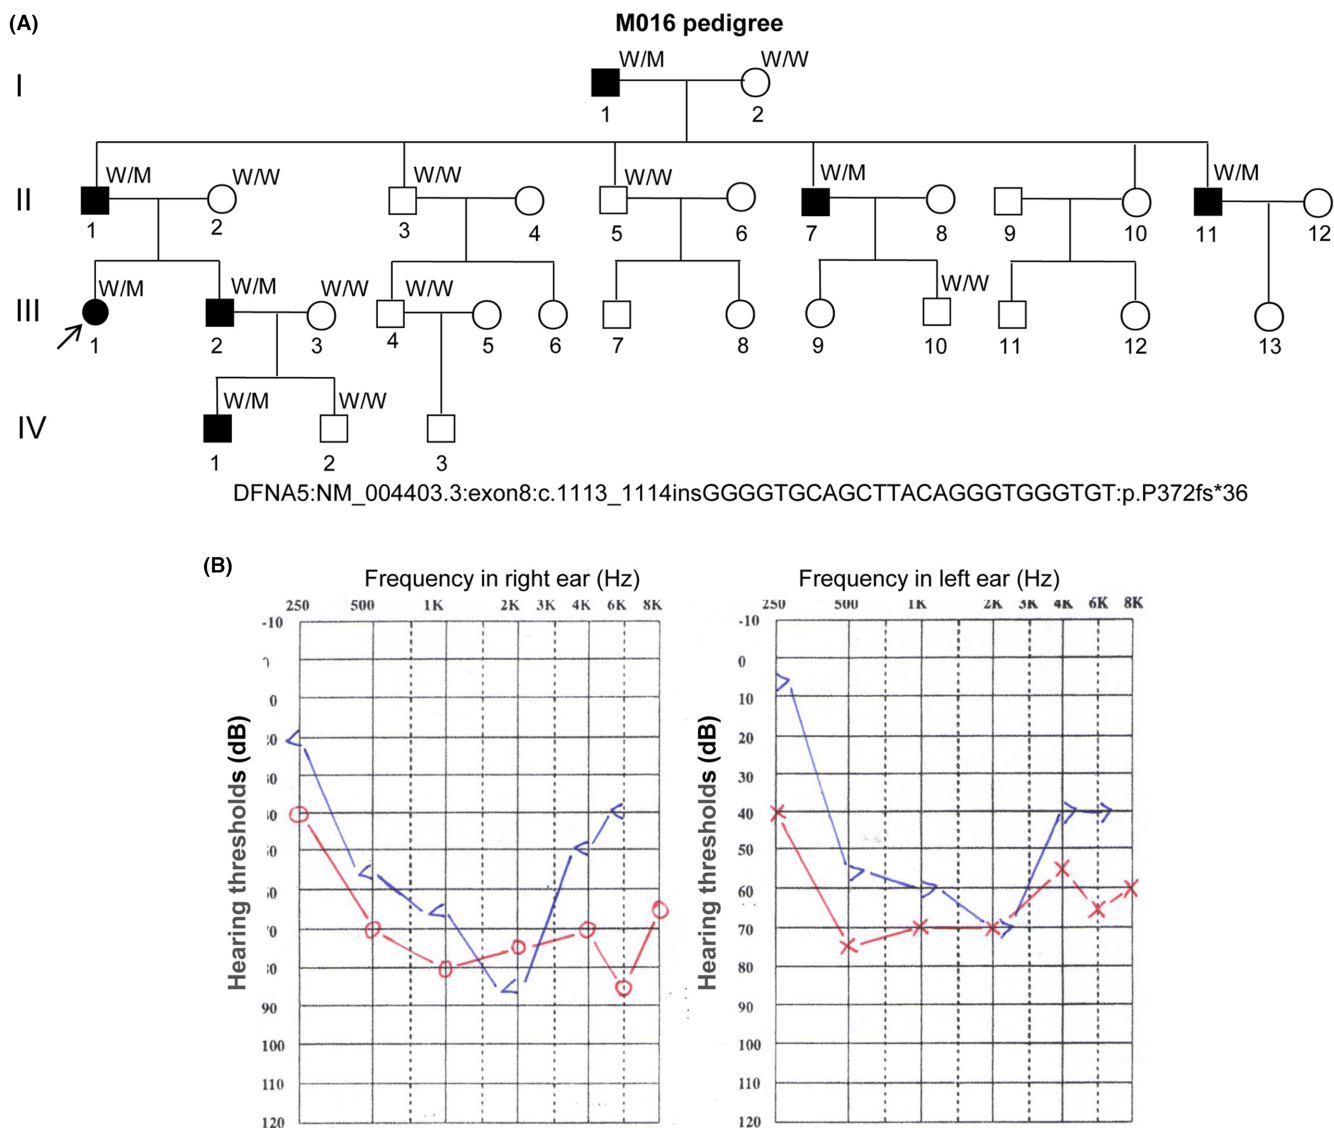 (A)
M016 pedigree
W/M W/W
I
1 2
W/M W/W W/W W/W W/M W/M
II
1 2 3 4 5 6 7 8 9 10 11 12
W/M W/M W/W W/W W/W
III
1 2 3 4 5 6 7 8 9 10 11 12 13
W/M W/W
IV
1 2 3
DFNA5:NM_004403.3:exon8:c.1113_1114insGGGGTGCAGCTTACAGGGTGGGTGT:p.P372fs*36
(B)
Frequency in right ear (Hz)
250 500 1K 2K 3K 4K 6K 8K
Hearing thresholds (dB)
-10
0
90
100
110
120
Frequency in left ear (Hz)
250 500 1K 2K 3K 4K 6K 8K
Hearing thresholds (dB)
-10
0
10
20
30
40
50
60
70
80
90
100
110
120